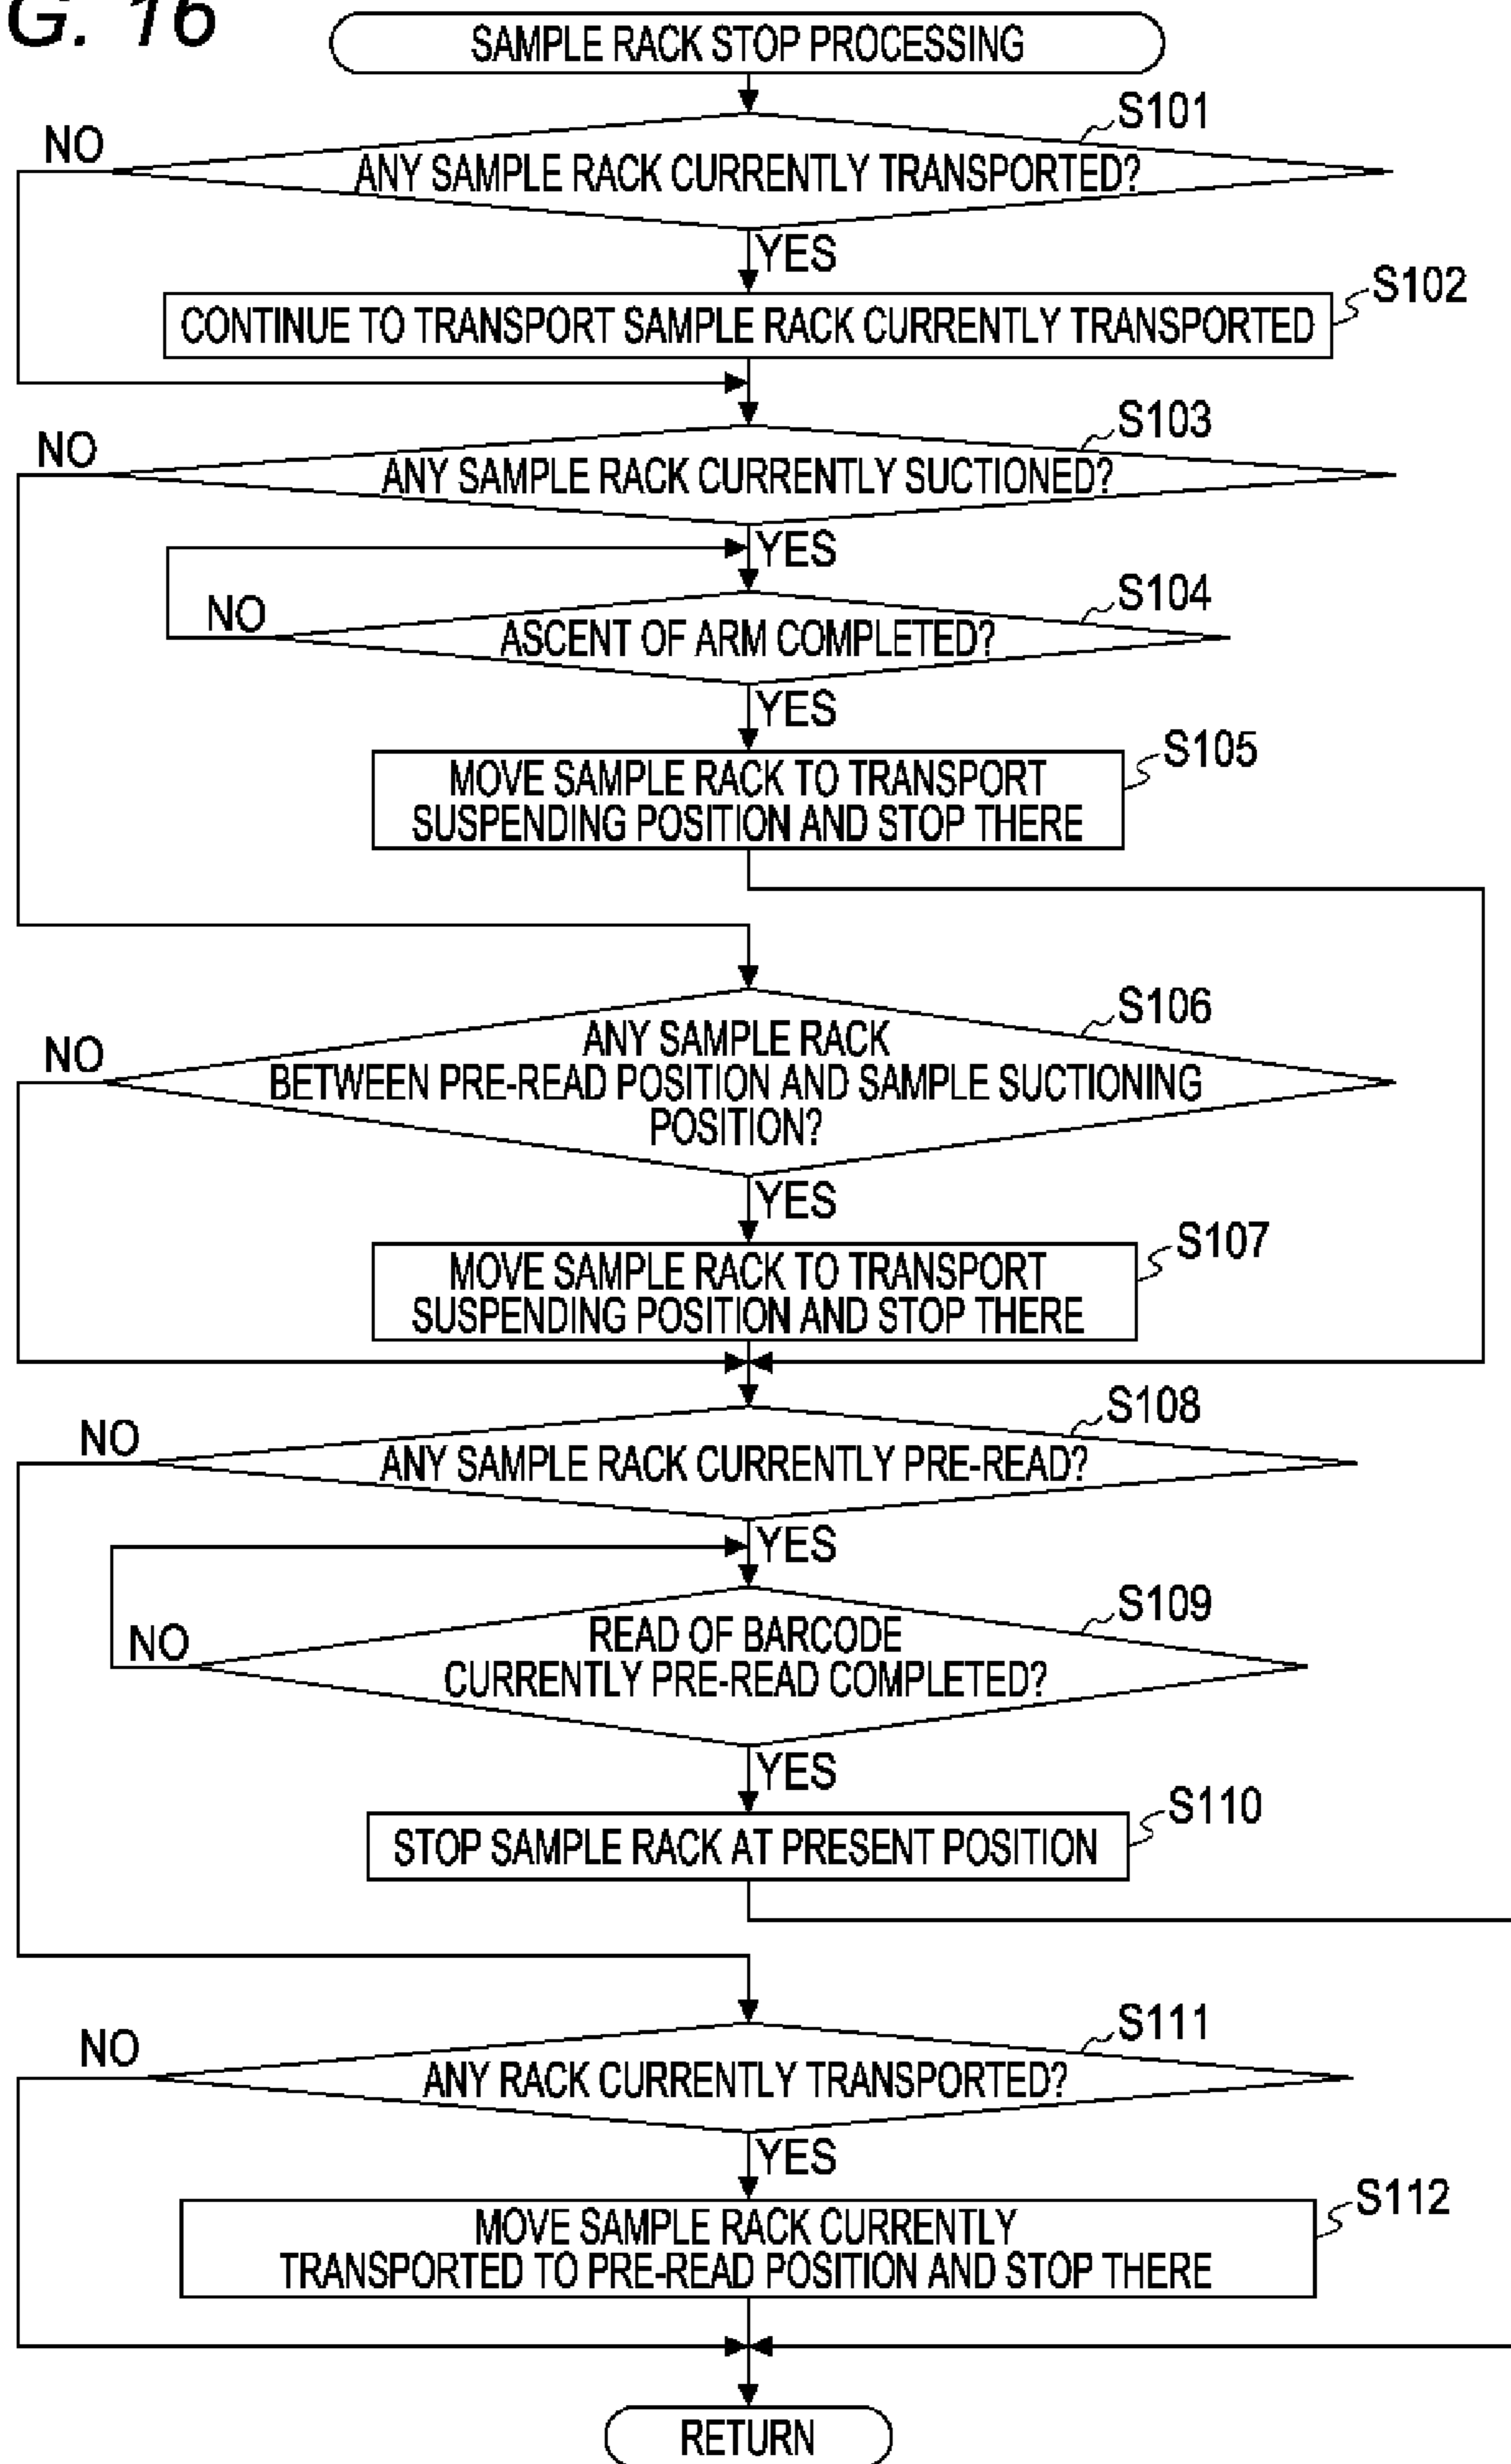 G. 16
SAMPLE RACK STOP PROCESSING
S101
NO
ANY SAMPLE RACK CURRENTLY TRANSPORTED?
YES
S102
CONTINUE TO TRANSPORT SAMPLE RACK CURRENTLY TRANSPORTED
S103
NO
ANY SAMPLE RACK CURRENTLY SUCTIONED?
YES
S104
NO
ASCENT OF ARM COMPLETED?
YES
S105
MOVE SAMPLE RACK TO TRANSPORT
SUSPENDING POSITION AND STOP THERE
S106
NO
ANY SAMPLE RACK
BETWEEN PRE-READ POSITION AND SAMPLE SUCTIONING
POSITION?
YES
S107
MOVE SAMPLE RACK TO TRANSPORT
SUSPENDING POSITION AND STOP THERE
S108
NO
ANY SAMPLE RACK CURRENTLY PRE-READ?
YES
S109
NO
READ OF BARCODE
CURRENTLY PRE-READ COMPLETED?
YES
S110
STOP SAMPLE RACK AT PRESENT POSITION
S111
NO
ANY RACK CURRENTLY TRANSPORTED?
YES
S112
MOVE SAMPLE RACK CURRENTLY
TRANSPORTED TO PRE-READ POSITION AND STOP THERE
RETURN